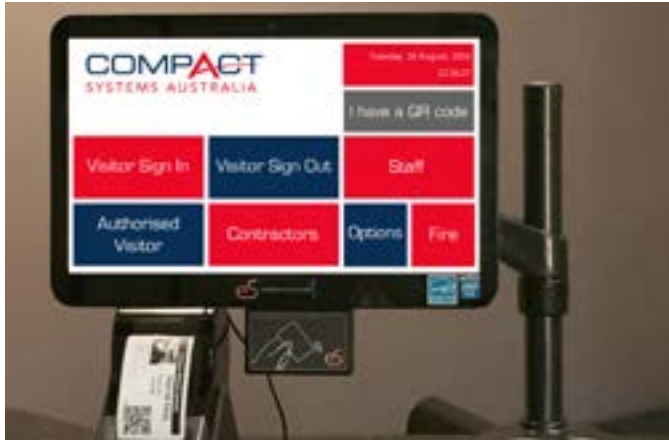 COMPACT
SYSTEMS AUSTRALIA
I have a QR code
Visitor Sign In
Visitor Sign Out
Staff
Authorised
Visitor
Contractors
Options
Fire